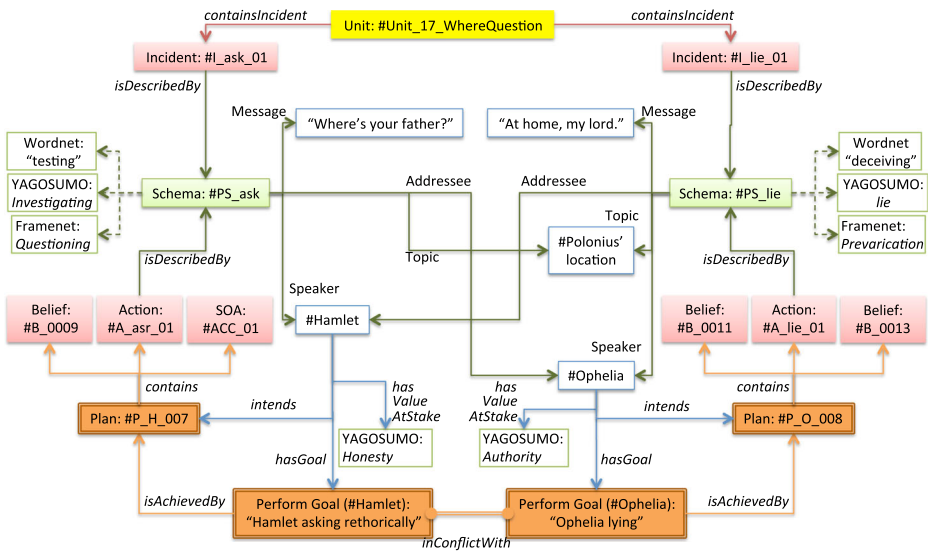 containsIncident
Unit: #Unit_17_WhereQuestion
containsIncident
Incident: #I_ask_01
Incident: #I_lie_01
isDescribedBy
isDescribedBy
Message
“Where’s your father?”
“At home, my lord.”
Message
Wordnet:
“testing”
Wordnet
“deceiving”
YAGOSUMO:
Investigating
Schema: #PS_ask
Addressee
Addressee
Schema: #PS_lie
YAGOSUMO:
lie
Framenet:
Questioning
Topic
Topic
#Polonius’
location
Framenet:
Prevarication
isDescribedBy
isDescribedBy
Speaker
Belief:
#B_0009
Action:
#A_asr_01
SOA:
#ACC_01
#Hamlet
Belief:
#B_0011
Action:
#A_lie_01
Belief:
#B_0013
Speaker
#Ophelia
contains
has
Value
AtStake
has
Value
AtStake
contains
Plan: #P_H_007
intends
intends
Plan: #P_O_008
YAGOSUMO:
Honesty
YAGOSUMO:
Authority
hasGoal
hasGoal
isAchievedBy
Perform Goal (#Hamlet):
“Hamlet asking rethorically”
Perform Goal (#Ophelia):
“Ophelia lying”
isAchievedBy
inConflictWith